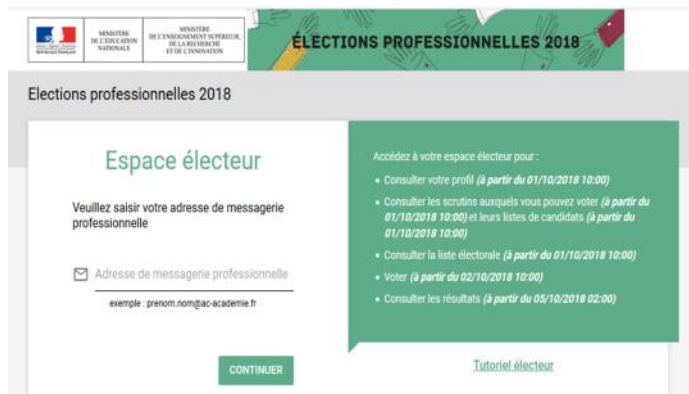 MINISTÈRE
DE L'ÉDUCATION
NATIONALE
MINISTÈRE
DE L'ENSEIGNEMENT SUPÉRIEUR,
DE LA RECHERCHE
ET DE L'INNOVATION
ÉLECTIONS PROFESSIONNELLES 2018
Elections professionnelles 2018
Espace électeur
Veuillez saisir votre adresse de messagerie
professionnelle
Adresse de messagerie professionnelle
exemple : prenom.nom@ac-academie.fr
CONTINUER
Accédez à votre espace électeur pour :
• Consulter votre profil (à partir du 01/10/2018 10:00)
• Consulter les scrutins auxquels vous pouvez voter (à partir du
01/10/2018 10:00) et leurs listes de candidats (à partir du
01/10/2018 10:00)
• Consulter la liste électorale (à partir du 01/10/2018 10:00)
• Voter (à partir du 02/10/2018 10:00)
• Consulter les résultats (à partir du 05/10/2018 02:00)
Tutoriel électeur